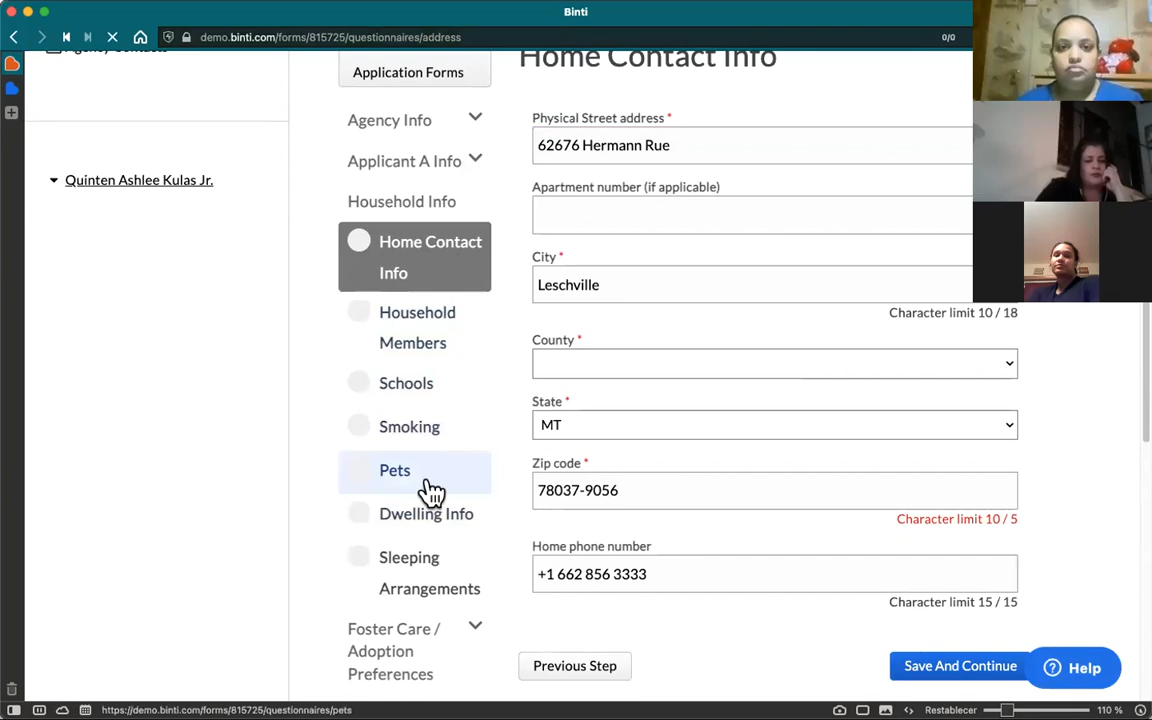 Binti
demo.binti.com/forms/815725/questionnaires/address
0/0
Application Forms
Home Contact Info
Agency Info
Applicant A Info
Household Info
Home Contact
Info
Household
Members
Schools
Smoking
Pets
Dwelling Info
Sleeping
Arrangements
Foster Care /
Adoption
Preferences
Quinten Ashlee Kulas Jr.
Physical Street address *
62676 Hermann Rue
Apartment number (if applicable)
City *
Leschville
Character limit 10 / 18
County *
State *
MT
Zip code *
78037-9056
Character limit 10 / 5
Home phone number
+1 662 856 3333
Character limit 15 / 15
Previous Step
Save And Continue
Help
https://demo.binti.com/forms/815725/questionnaires/pets
Restablecer
110 %